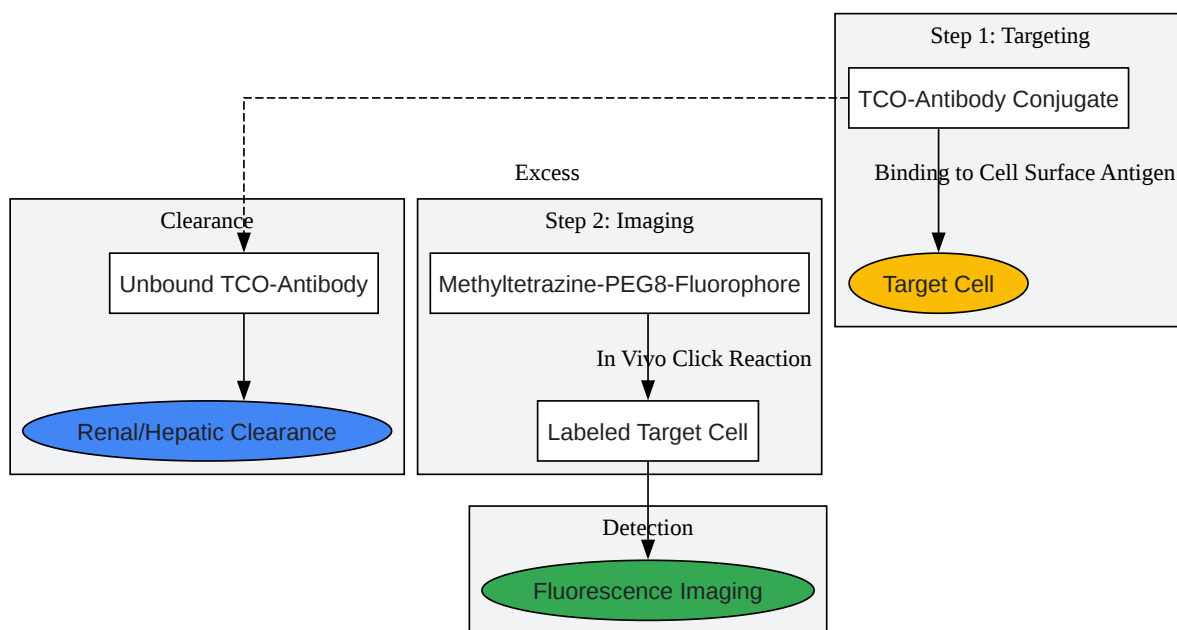 Step 1: Targeting
TCO-Antibody Conjugate
Binding to Cell Surface Antigen
Target Cell
Excess
Clearance
Unbound TCO-Antibody
Renal/Hepatic Clearance
Step 2: Imaging
Methyltetrazine-PEG8-Fluorophore
In Vivo Click Reaction
Labeled Target Cell
Detection
Fluorescence Imaging